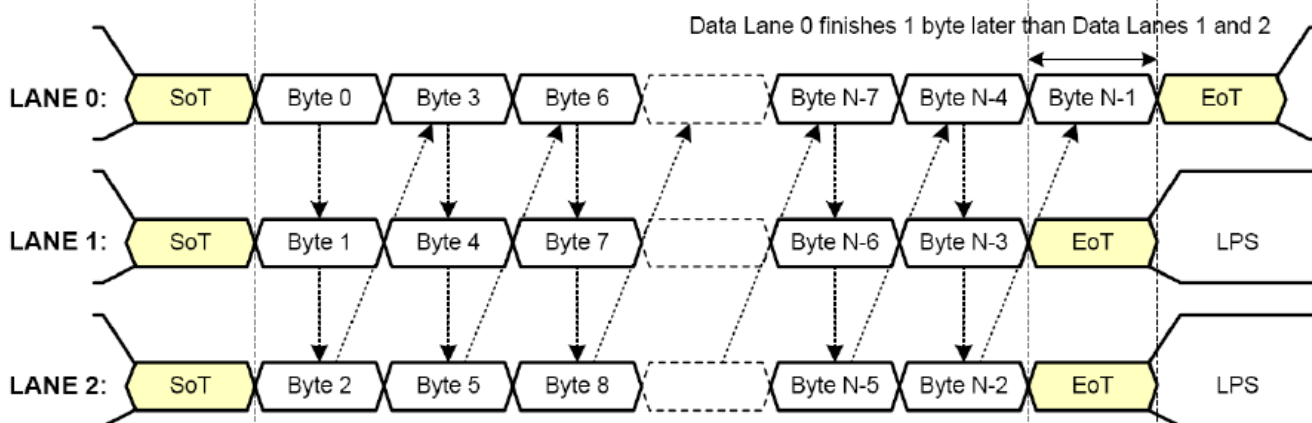 Data Lane 0 finishes 1 byte later than Data Lanes 1 and 2
LANE 0: SoT Byte 0 Byte 3 Byte 6 Byte N-7 Byte N-4 Byte N-1 EoT
LANE 1: SoT Byte 1 Byte 4 Byte 7 Byte N-6 Byte N-3 EoT LPS
LANE 2: SoT Byte 2 Byte 5 Byte 8 Byte N-5 Byte N-2 EoT LPS